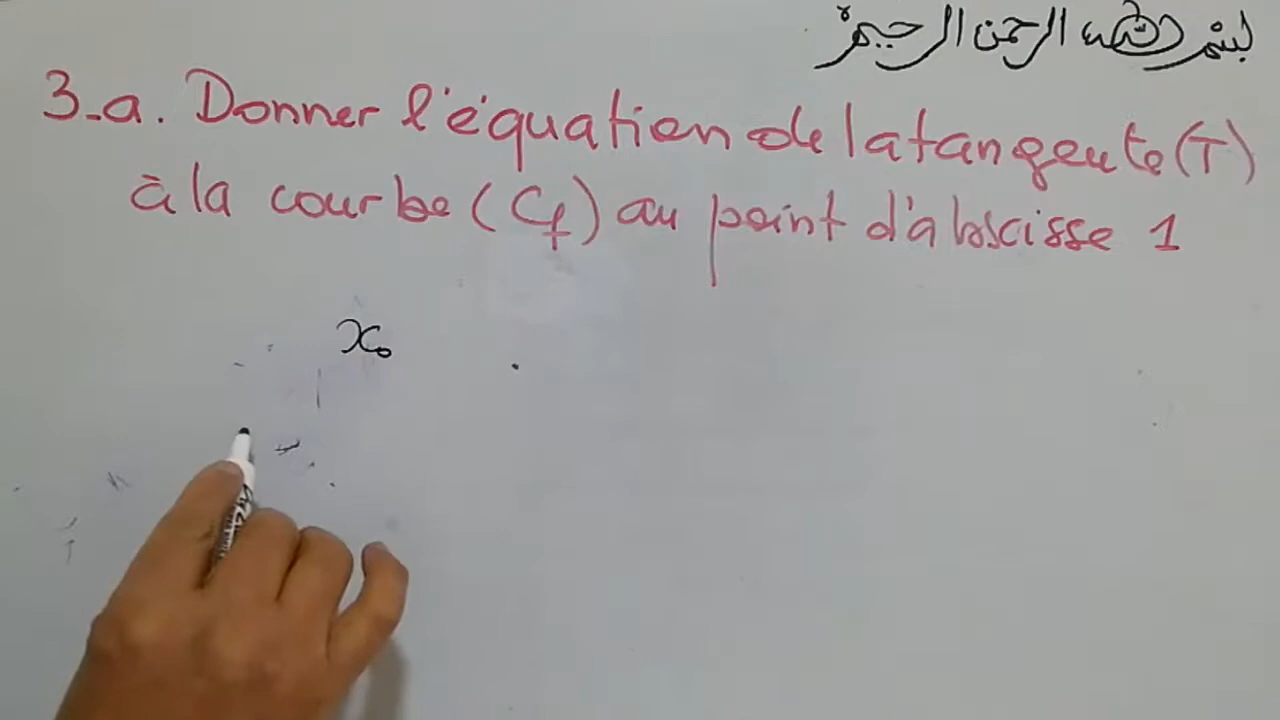 بسم الله الرحمن الرحيم
3-a. Donner l'équation de la tangente (T)
à la courbe (Cf) au point d'abscisse 1
x₀